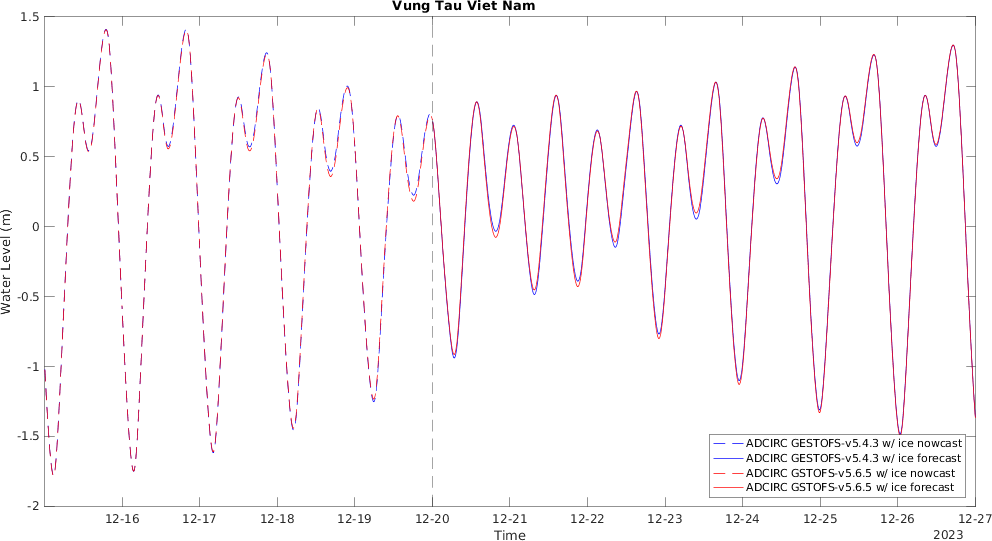 Vung Tau Viet Nam
1.5
1
0.5
0
-0.5
-1
-1.5
-2
Water Level (m)
ADCIRC GESTOFS-v5.4.3 w/ ice nowcast
ADCIRC GESTOFS-v5.4.3 w/ ice forecast
ADCIRC GSTOFS-v5.6.5 w/ ice nowcast
ADCIRC GSTOFS-v5.6.5 w/ ice forecast
12-16 12-17 12-18 12-19 12-20 12-21 12-22 12-23 12-24 12-25 12-26 12-27
Time
2023